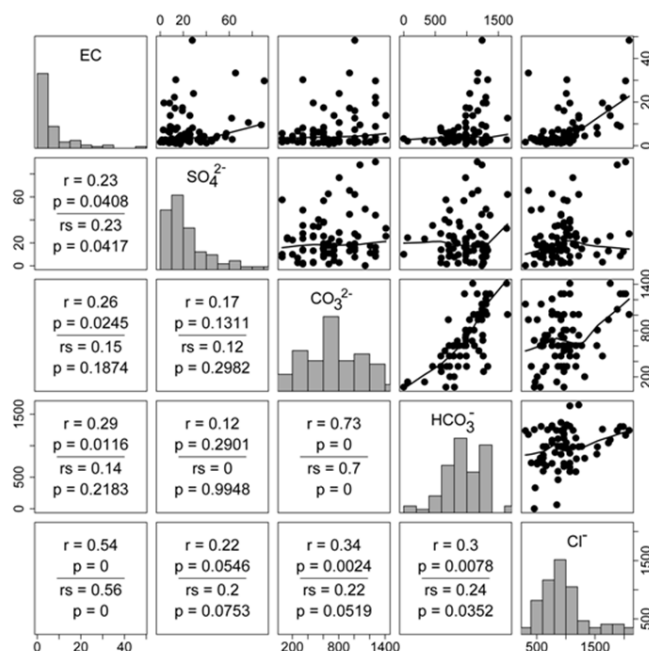 0 20 60
0 500 1500
EC
0 20 40
r = 0.23
p = 0.0408
rs = 0.23
p = 0.0417
SO₄²⁻
0 20 60
r = 0.26
p = 0.0245
rs = 0.15
p = 0.1874
r = 0.17
p = 0.1311
rs = 0.12
p = 0.2982
CO₃²⁻
200 800 1400
r = 0.29
p = 0.0116
rs = 0.14
p = 0.2183
r = 0.12
p = 0.2901
rs = 0
p = 0.9948
r = 0.73
p = 0
rs = 0.7
p = 0
HCO₃⁻
0 500 1500
r = 0.54
p = 0
rs = 0.56
p = 0
r = 0.22
p = 0.0546
rs = 0.2
p = 0.0753
r = 0.34
p = 0.0024
rs = 0.22
p = 0.0519
r = 0.3
p = 0.0078
rs = 0.24
p = 0.0352
Cl⁻
500 1500
0 20 40
200 800 1400
500 1500